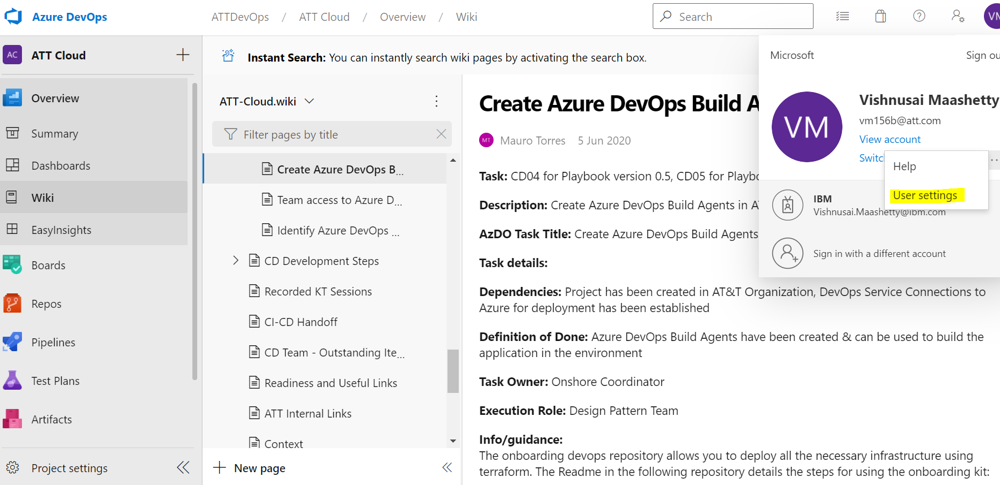 Azure DevOps
ATTDevOps / ATT Cloud / Overview / Wiki
Search
VM
AC ATT Cloud
Overview
Summary
Dashboards
Wiki
EasyInsights
Boards
Repos
Pipelines
Test Plans
Artifacts
Project settings
Instant Search: You can instantly search wiki pages by activating the search box.
ATT-Cloud.wiki
Filter pages by title
Create Azure DevOps B...
Team access to Azure D...
Identify Azure DevOps ...
CD Development Steps
Recorded KT Sessions
CI-CD Handoff
CD Team - Outstanding Ite...
Readiness and Useful Links
ATT Internal Links
Context
New page
Create Azure DevOps Build A
MT Mauro Torres 5 Jun 2020
Task: CD04 for Playbook version 0.5, CD05 for Playbo
Description: Create Azure DevOps Build Agents in A
AzDO Task Title: Create Azure DevOps Build Agents
Task details:
Dependencies: Project has been created in AT&T Organization, DevOps Service Connections to
Azure for deployment has been established
Definition of Done: Azure DevOps Build Agents have been created & can be used to build the
application in the environment
Task Owner: Onshore Coordinator
Execution Role: Design Pattern Team
Info/guidance:
The onboarding devops repository allows you to deploy all the necessary infrastructure using
terraform. The Readme in the following repository details the steps for using the onboarding kit:
Microsoft
Sign ou
VM
Vishnusai Maashetty
vm156b@att.com
View account
Switc
Help
User settings
IBM
Vishnusai.Maashetty@ibm.com
Sign in with a different account